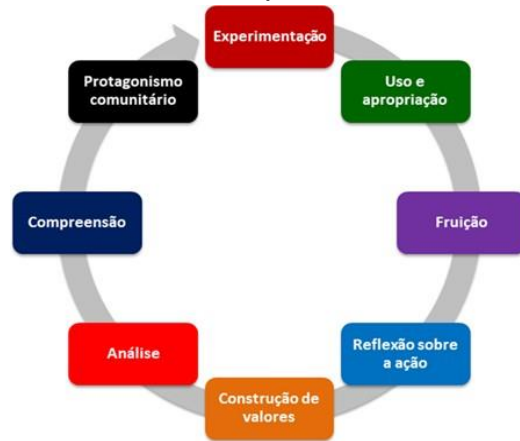 Experimentação
Uso e
apropriação
Fruição
Reflexão sobre
a ação
Construção de
valores
Análise
Compreensão
Protagonismo
comunitário